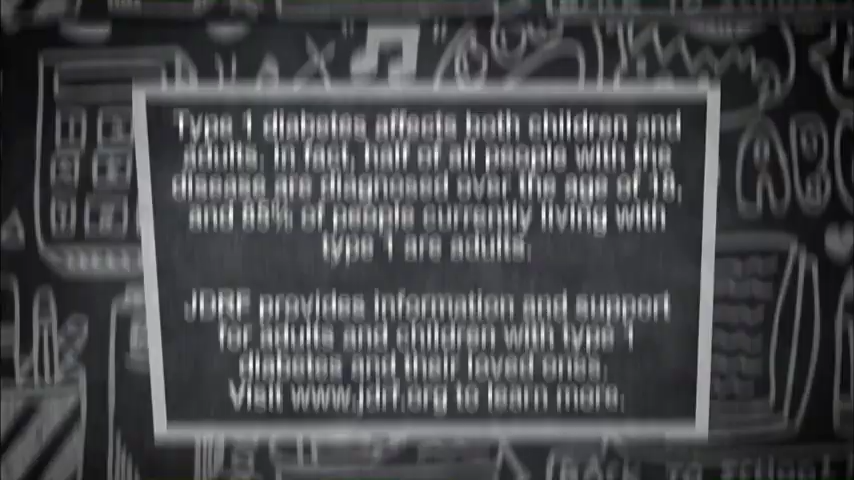 Type 1 diabetes affects both children and
adults. In fact, half of all people with the
disease are diagnosed over the age of 18,
and 85% of people currently living with
type 1 are adults.
JDRF provides information and support
for adults and children with type 1
diabetes and their loved ones.
Visit www.jdrf.org to learn more.
BACK TO SCHOOL!